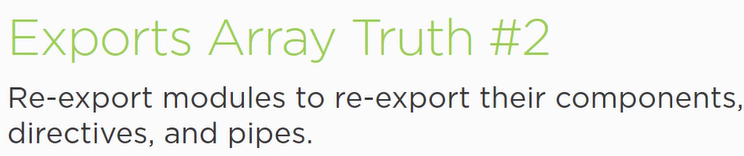 Exports Array Truth #2
Re-export modules to re-export their components,
directives, and pipes.